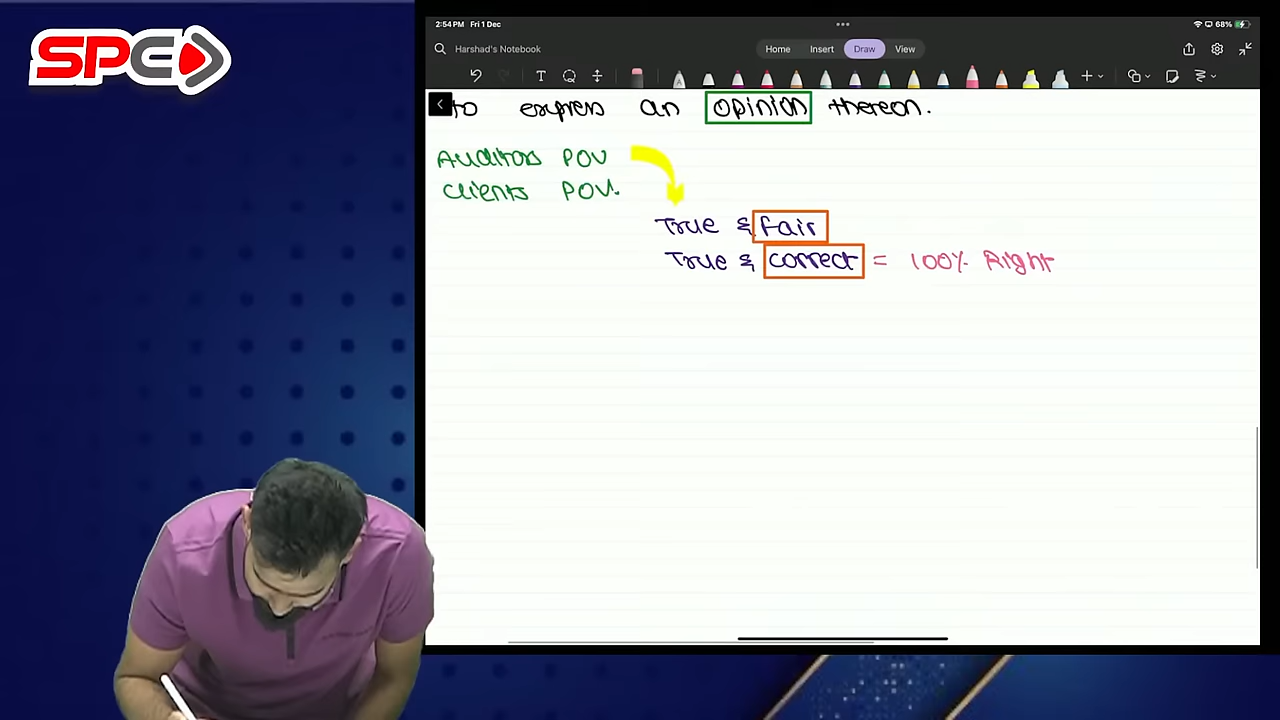 SPC
2:54 PM Fri 1 Dec
68%
Harshad's Notebook
Home Insert Draw View
to express an opinion thereon.
Auditors POV
Clients POV.
True & fair
True & correct = 100% Right